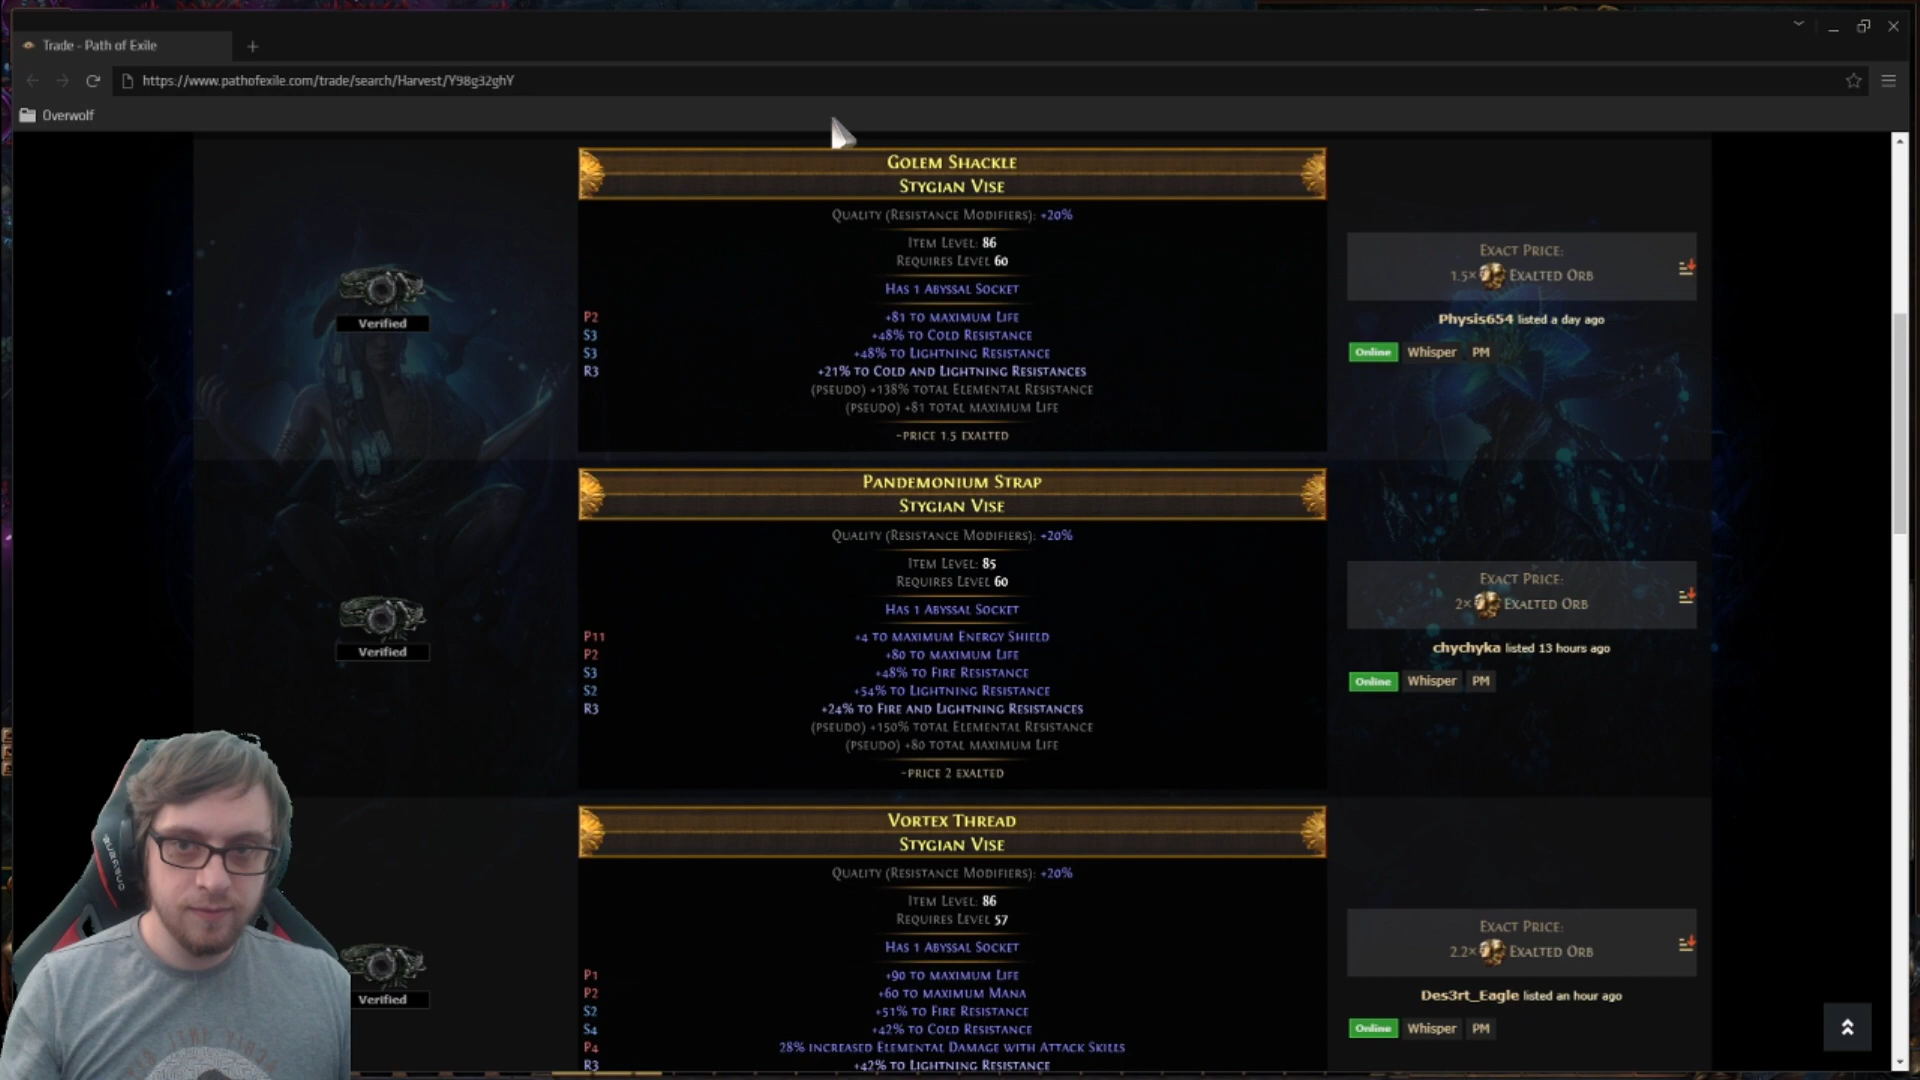 Trade - Path of Exile
https://www.pathofexile.com/trade/search/Harvest/Y98g32ghY
Overwolf
Golem Shackle
Stygian Vise
Quality (Resistance Modifiers): +20%
Item Level: 86
Requires Level 60
Has 1 Abyssal Socket
P2 +81 to maximum Life
S3 +48% to Cold Resistance
S3 +48% to Lightning Resistance
R3 +21% to Cold and Lightning Resistances
(pseudo) +138% total Elemental Resistance
(pseudo) +81 total maximum Life
~price 1.5 exalted
Verified
Exact Price:
1.5× Exalted Orb
Physis654 listed a day ago
Online Whisper PM
Pandemonium Strap
Stygian Vise
Quality (Resistance Modifiers): +20%
Item Level: 85
Requires Level 60
Has 1 Abyssal Socket
P11 +4 to maximum Energy Shield
P2 +80 to maximum Life
S3 +48% to Fire Resistance
S2 +54% to Lightning Resistance
R3 +24% to Fire and Lightning Resistances
(pseudo) +150% total Elemental Resistance
(pseudo) +80 total maximum Life
~price 2 exalted
Verified
Exact Price:
2× Exalted Orb
chychyka listed 13 hours ago
Online Whisper PM
Vortex Thread
Stygian Vise
Quality (Resistance Modifiers): +20%
Item Level: 86
Requires Level 57
Has 1 Abyssal Socket
P1 +90 to maximum Life
P2 +60 to maximum Mana
S2 +51% to Fire Resistance
S4 +42% to Cold Resistance
P4 28% increased Elemental Damage with Attack Skills
R3 +42% to Lightning Resistance
Verified
Exact Price:
2.2× Exalted Orb
Des3rt_Eagle listed an hour ago
Online Whisper PM